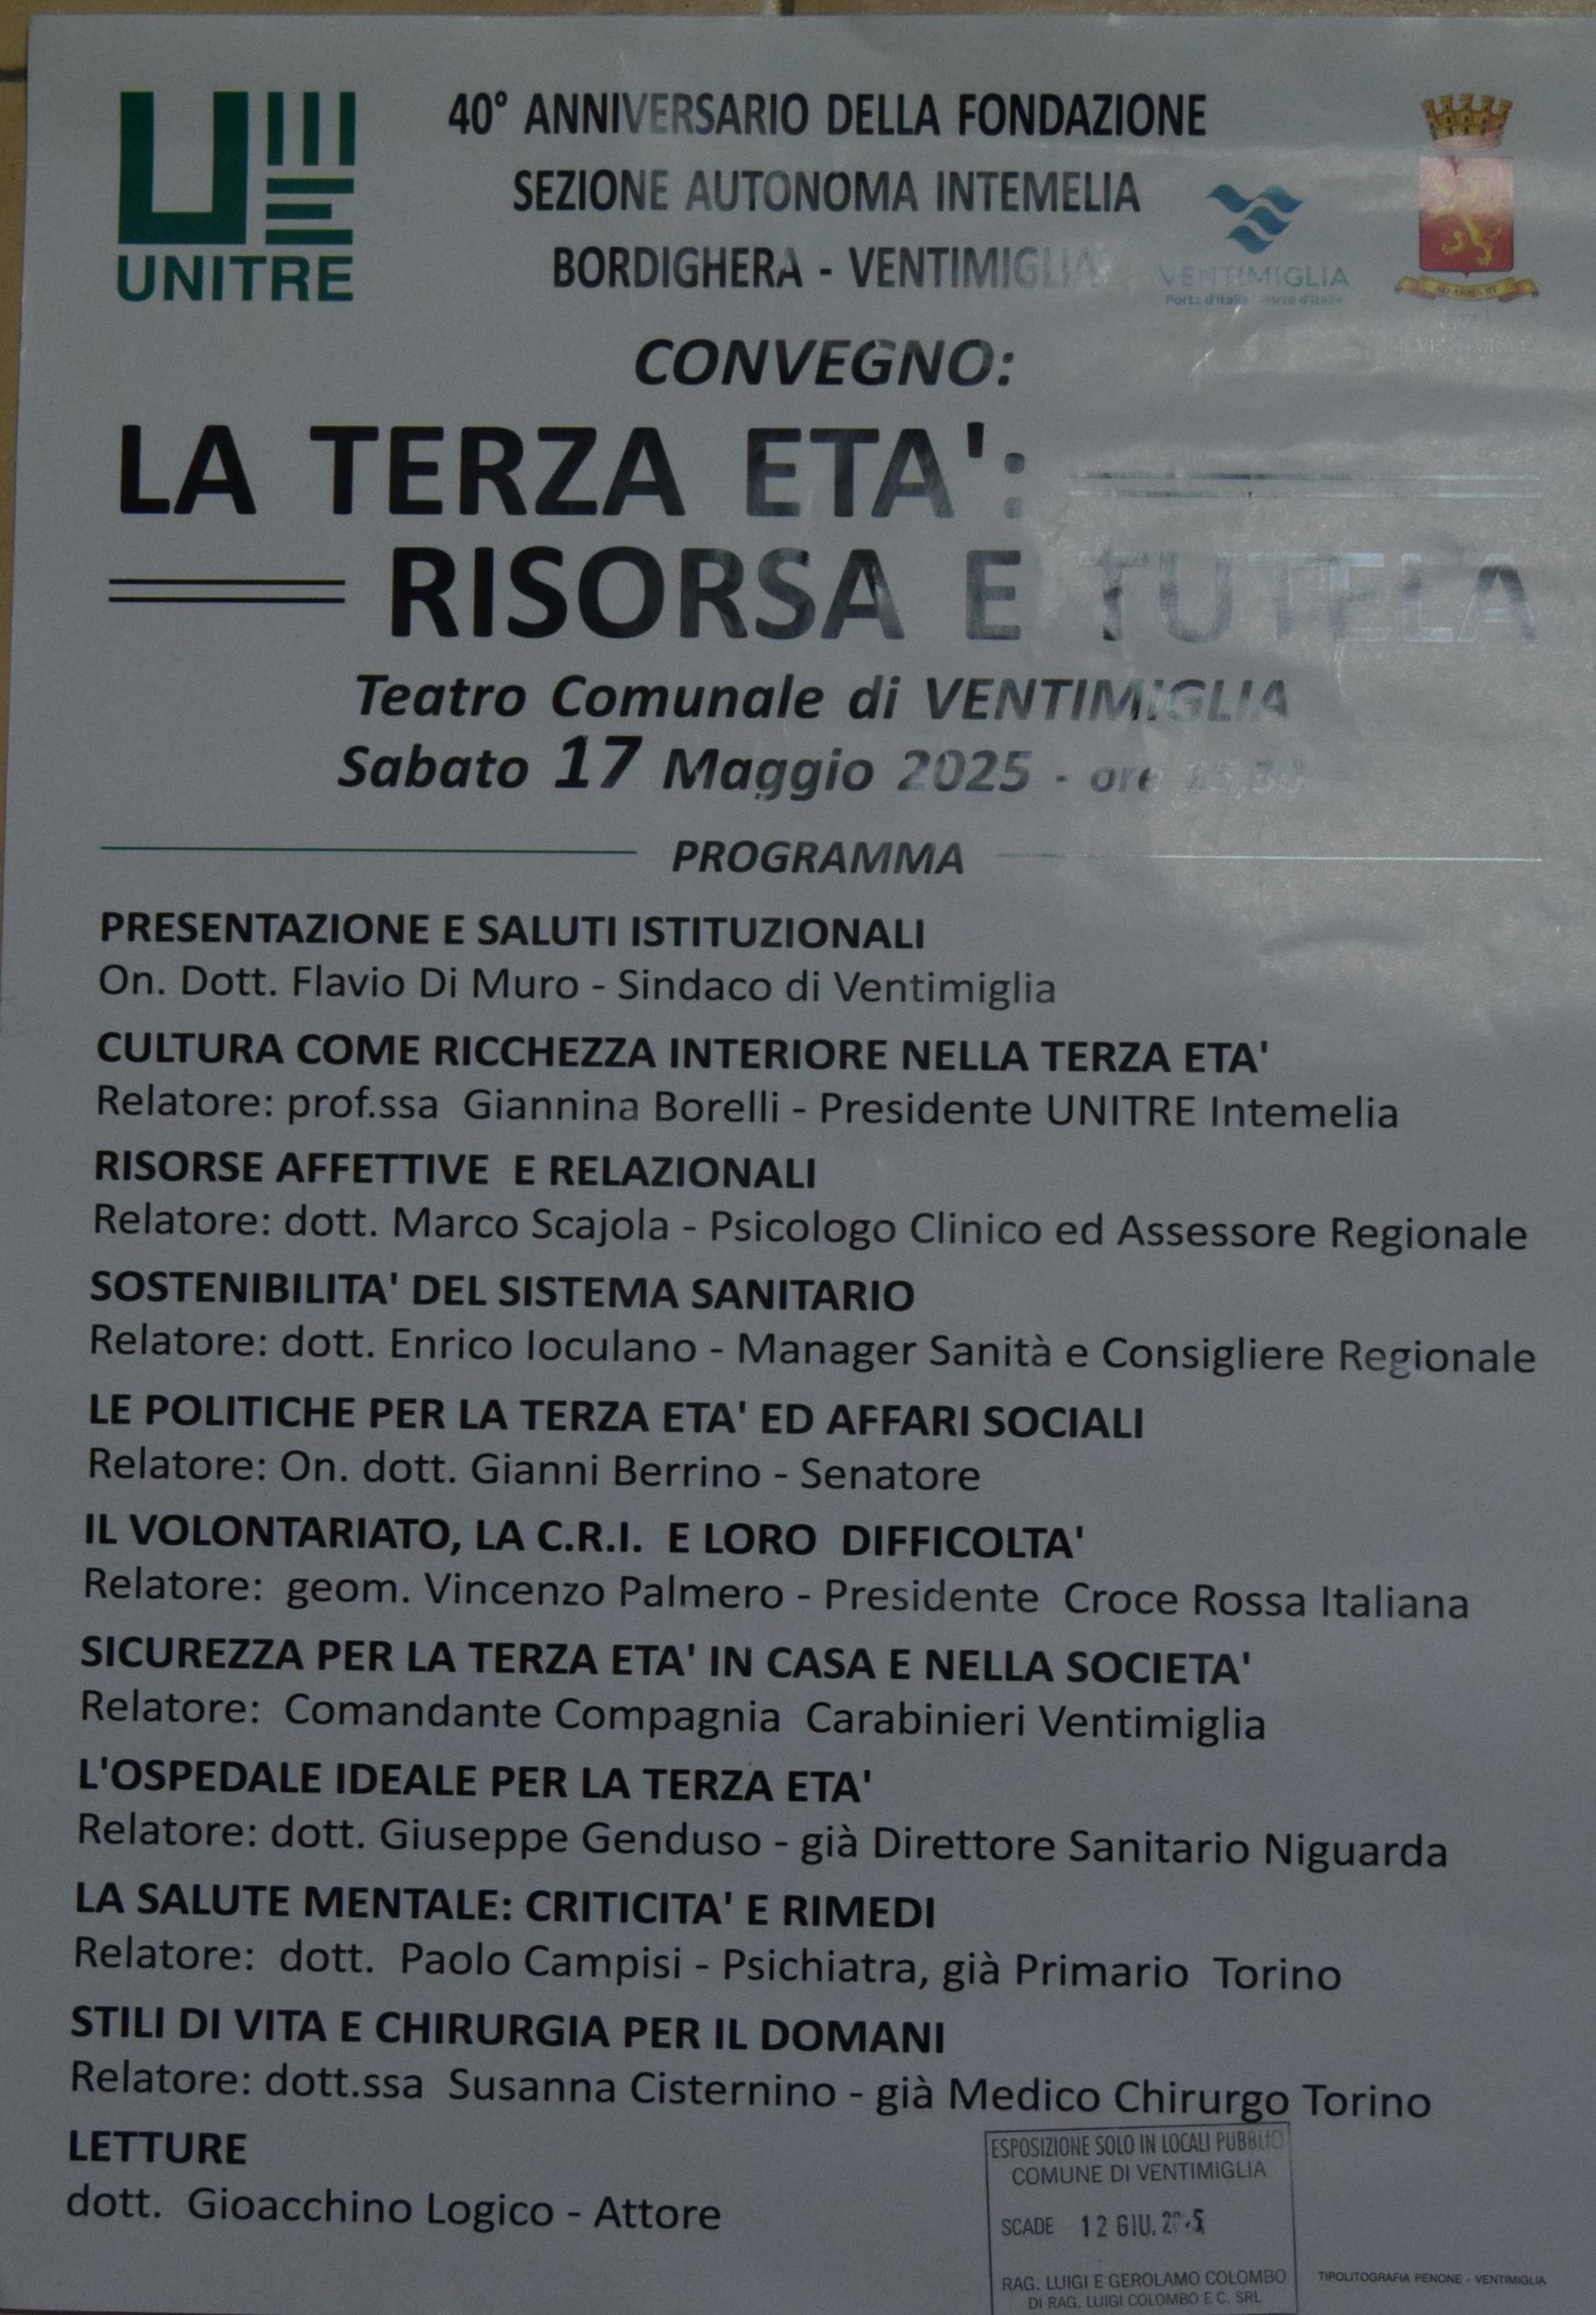 UNITRE
40° ANNIVERSARIO DELLA FONDAZIONE
SEZIONE AUTONOMA INTEMELIA
BORDIGHERA - VENTIMIGLIA
VENTIMIGLIA
Porta d'Italia Porte d'Italie
CONVEGNO:
LA TERZA ETA':
RISORSA E TUTELA
Teatro Comunale di VENTIMIGLIA
Sabato 17 Maggio 2025 - ore
PROGRAMMA
PRESENTAZIONE E SALUTI ISTITUZIONALI
On. Dott. Flavio Di Muro - Sindaco di Ventimiglia
CULTURA COME RICCHEZZA INTERIORE NELLA TERZA ETA'
Relatore: prof.ssa Giannina Borelli - Presidente UNITRE Intemelia
RISORSE AFFETTIVE E RELAZIONALI
Relatore: dott. Marco Scajola - Psicologo Clinico ed Assessore Regionale
SOSTENIBILITA' DEL SISTEMA SANITARIO
Relatore: dott. Enrico Ioculano - Manager Sanità e Consigliere Regionale
LE POLITICHE PER LA TERZA ETA' ED AFFARI SOCIALI
Relatore: On. dott. Gianni Berrino - Senatore
IL VOLONTARIATO, LA C.R.I. E LORO DIFFICOLTA'
Relatore: geom. Vincenzo Palmero - Presidente Croce Rossa Italiana
SICUREZZA PER LA TERZA ETA' IN CASA E NELLA SOCIETA'
Relatore: Comandante Compagnia Carabinieri Ventimiglia
L'OSPEDALE IDEALE PER LA TERZA ETA'
Relatore: dott. Giuseppe Genduso - già Direttore Sanitario Niguarda
LA SALUTE MENTALE: CRITICITA' E RIMEDI
Relatore: dott. Paolo Campisi - Psichiatra, già Primario Torino
STILI DI VITA E CHIRURGIA PER IL DOMANI
Relatore: dott.ssa Susanna Cisternino - già Medico Chirurgo Torino
LETTURE
dott. Gioacchino Logico - Attore
ESPOSIZIONE SOLO IN LOCALI PUBBLICI
COMUNE DI VENTIMIGLIA
SCADE 12 GIU. 2025
RAG. LUIGI E GEROLAMO COLOMBO
DI RAG. LUIGI COLOMBO E C. SRL
TIPOLITOGRAFIA PENONE - VENTIMIGLIA